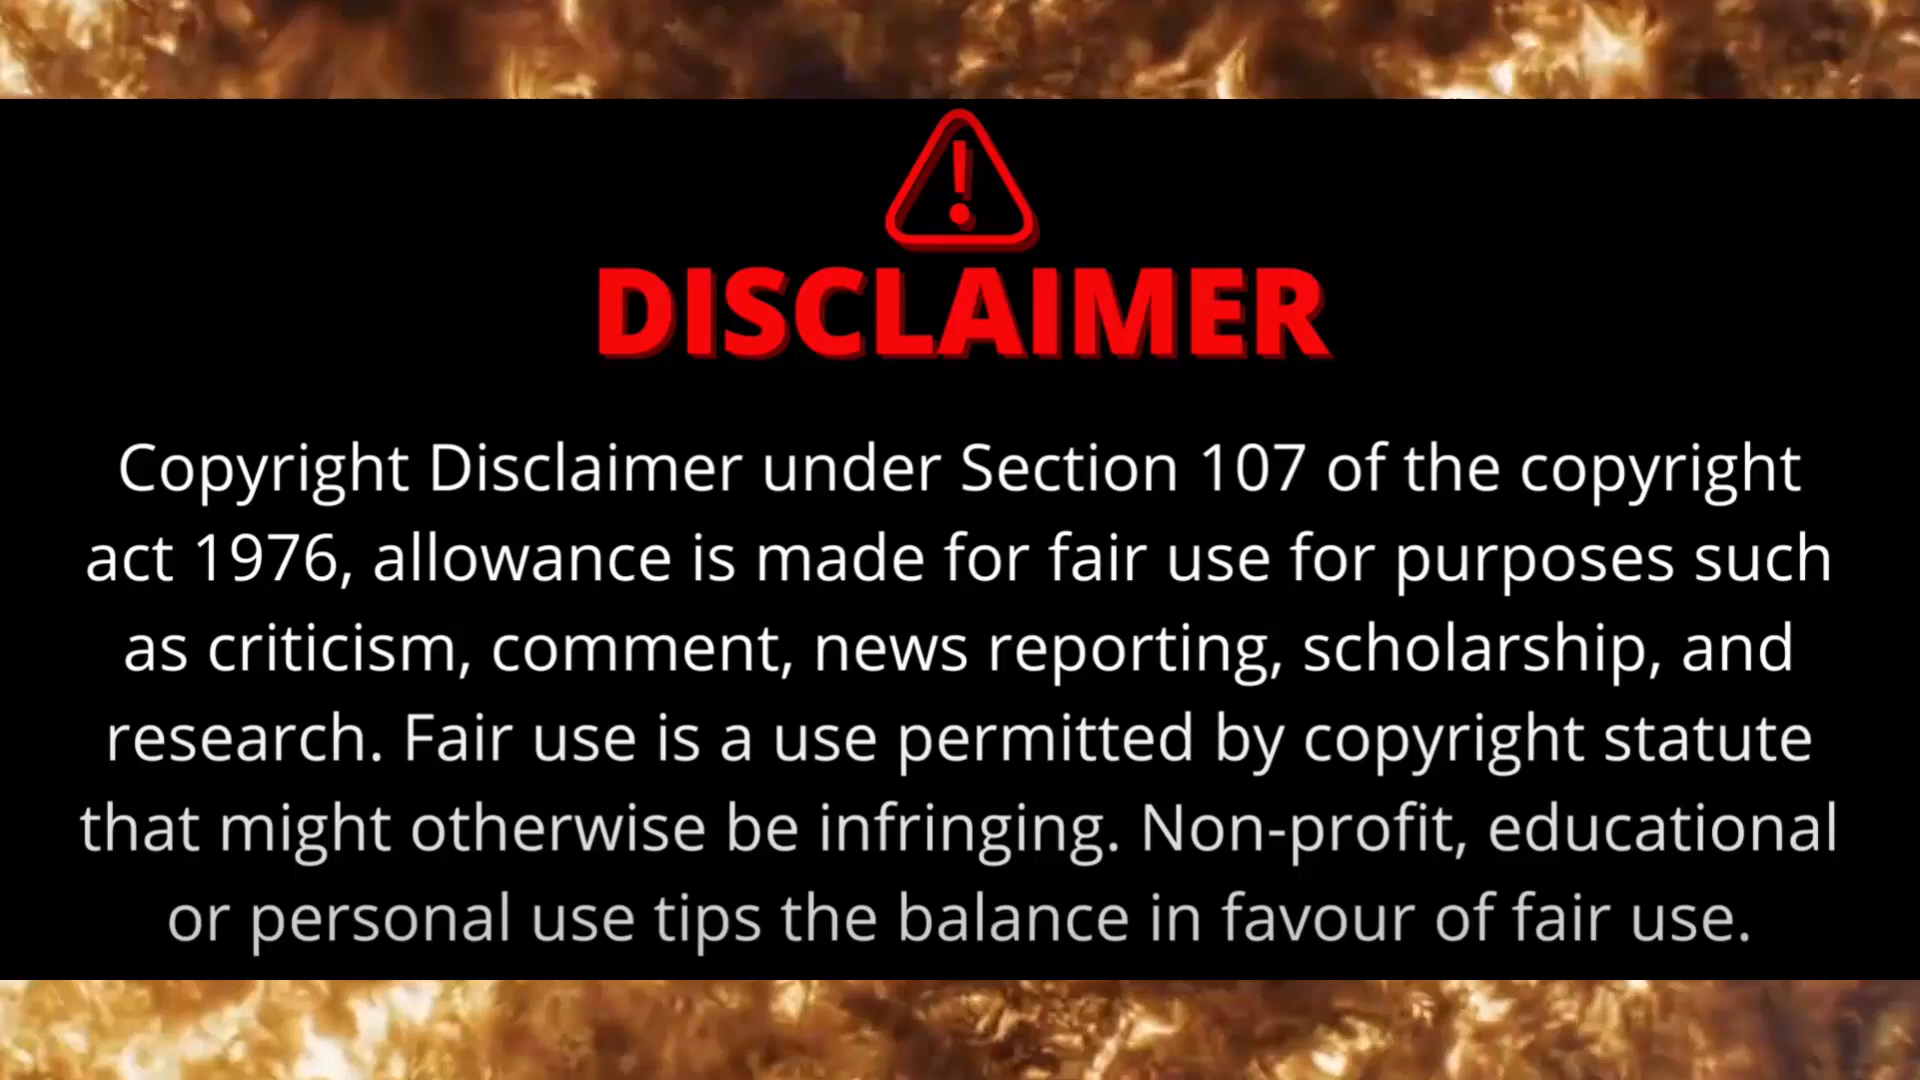 DISCLAIMER
Copyright Disclaimer under Section 107 of the copyright
act 1976, allowance is made for fair use for purposes such
as criticism, comment, news reporting, scholarship, and
research. Fair use is a use permitted by copyright statute
that might otherwise be infringing. Non-profit, educational
or personal use tips the balance in favour of fair use.